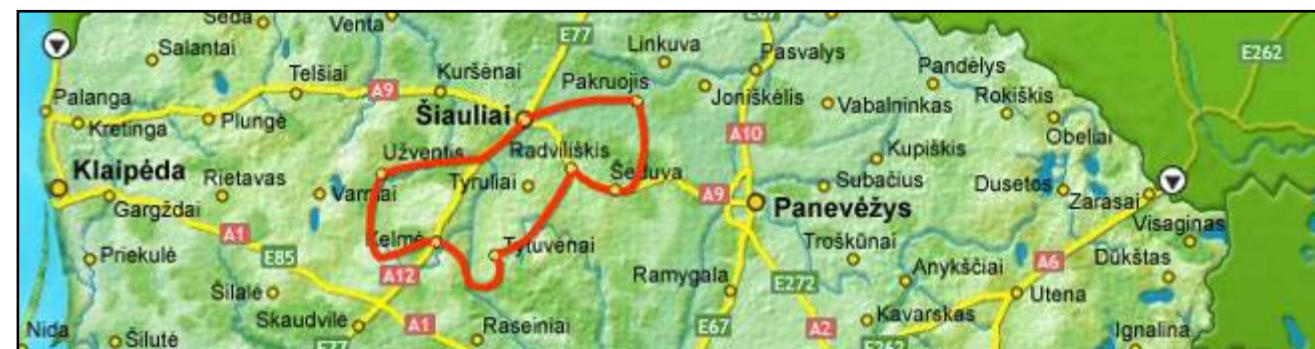 Seda
Venta
E77
Linkuva
E67
Pasvalys
E262
Salantai
Telšiai
A9
Kuršėnai
Pakruojis
Joniškėlis
Pandėlys
Rokiškis
Palanga
Kretinga
Plungė
Šiauliai
Vabalninkas
Obeliai
A10
Užventis
Radviliškis
Kupiškis
Klaipėda
Rietavas
Varniai
Tyruliai
Šeduva
A9
Subačius
Dusetos
Zarasai
Gargždai
Panevėžys
Visaginas
A1
Kelmė
Tytuvėnai
Troškūnai
Priekulė
E85
A12
Ramygala
E272
Anykščiai
A6
Dūkštas
Šilalė
Utena
Skaudvilė
A1
Raseiniai
E67
A2
Kavarskas
Nida
Šilutė
E77
E262
Ignalina